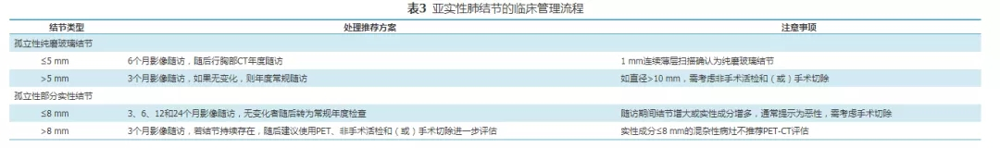 表3 亚实性肺结节的临床管理流程
结节类型 处理推荐方案 注意事项
孤立性纯磨玻璃结节
≤5 mm 6个月影像随访，随后行胸部CT年度随访 1 mm连续薄层扫描确认为纯磨玻璃结节
>5 mm 3个月影像随访，如果无变化，则年度常规随访 如直径>10 mm，需考虑非手术活检和（或）手术切除
孤立性部分实性结节
≤8 mm 3、6、12和24个月影像随访，无变化者随后转为常规年度检查 随访期间结节增大或实性成分增多，通常提示为恶性，需考虑手术切除
>8 mm 3个月影像随访，若结节持续存在，随后建议使用PET、非手术活检和（或）手术切除进一步评估 实性成分≤8 mm的混杂性病灶不推荐PET-CT评估